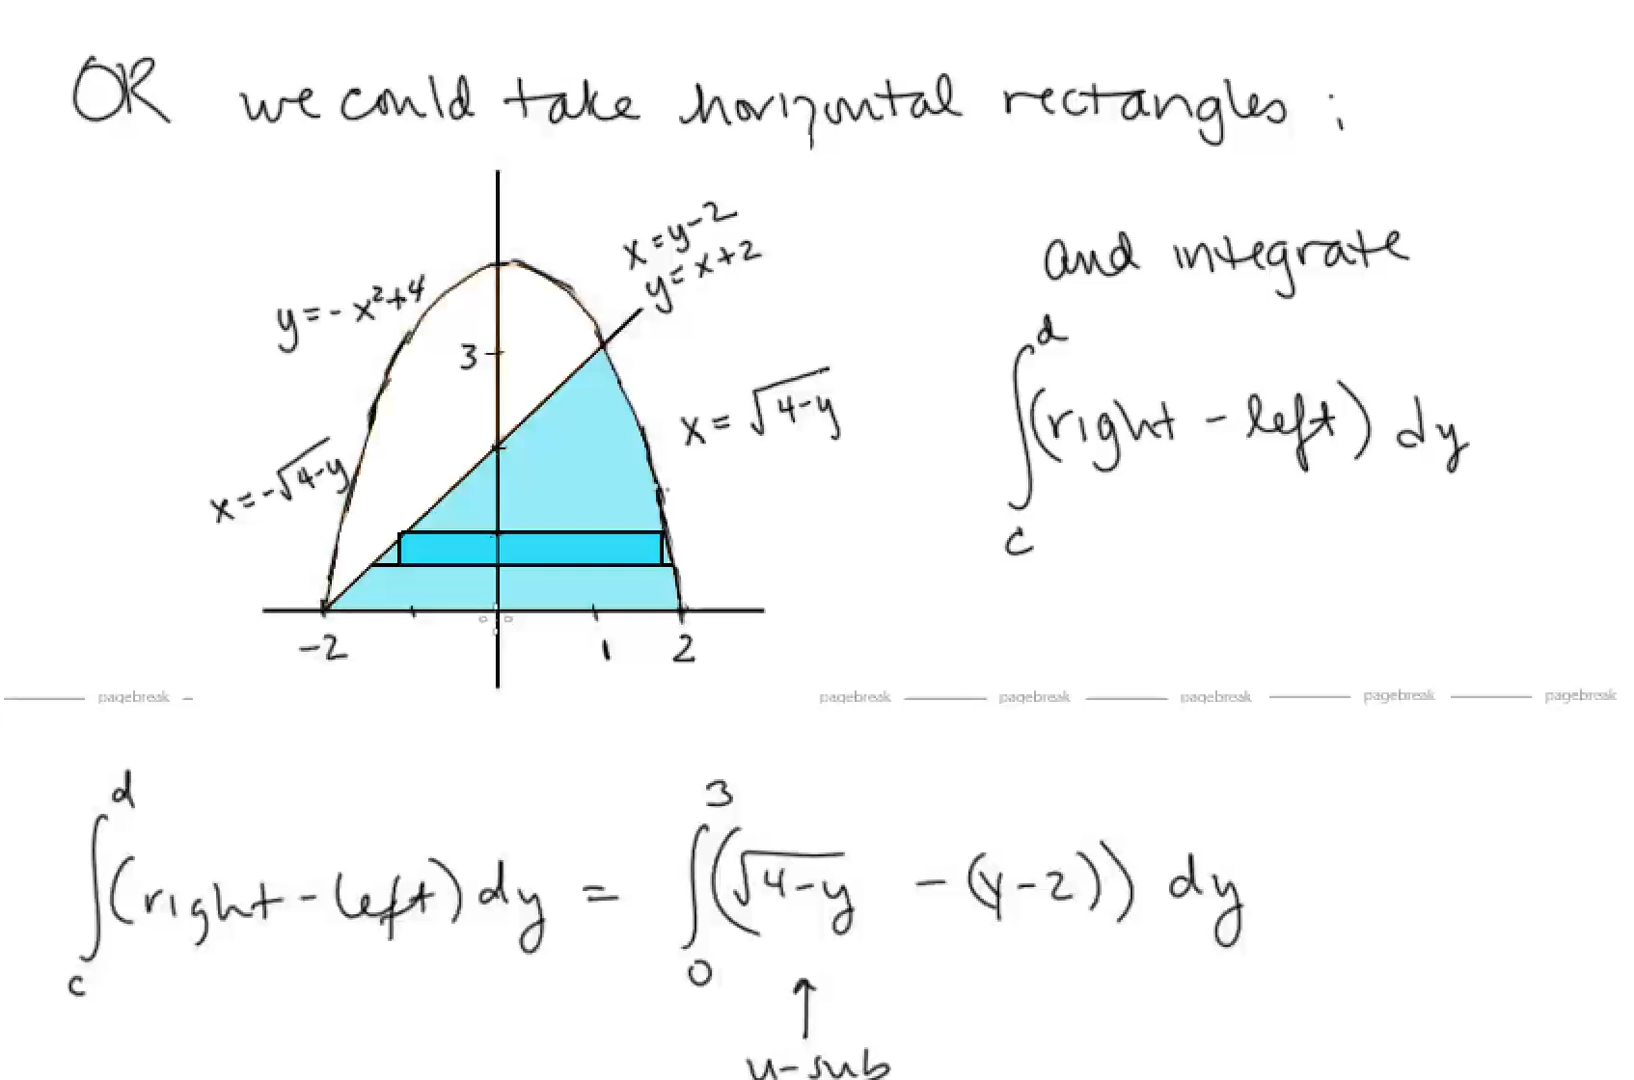 OR we could take horizontal rectangles :
x = y-2
y = x+2
and integrate
y = -x²+4
d
3
x = √4-y
∫(right - left) dy
x = -√4-y
c
-2 1 2
pagebreak pagebreak pagebreak pagebreak pagebreak pagebreak
d 3
∫(right - left) dy = ∫(√4-y - (y-2)) dy
c 0
↑
u-sub